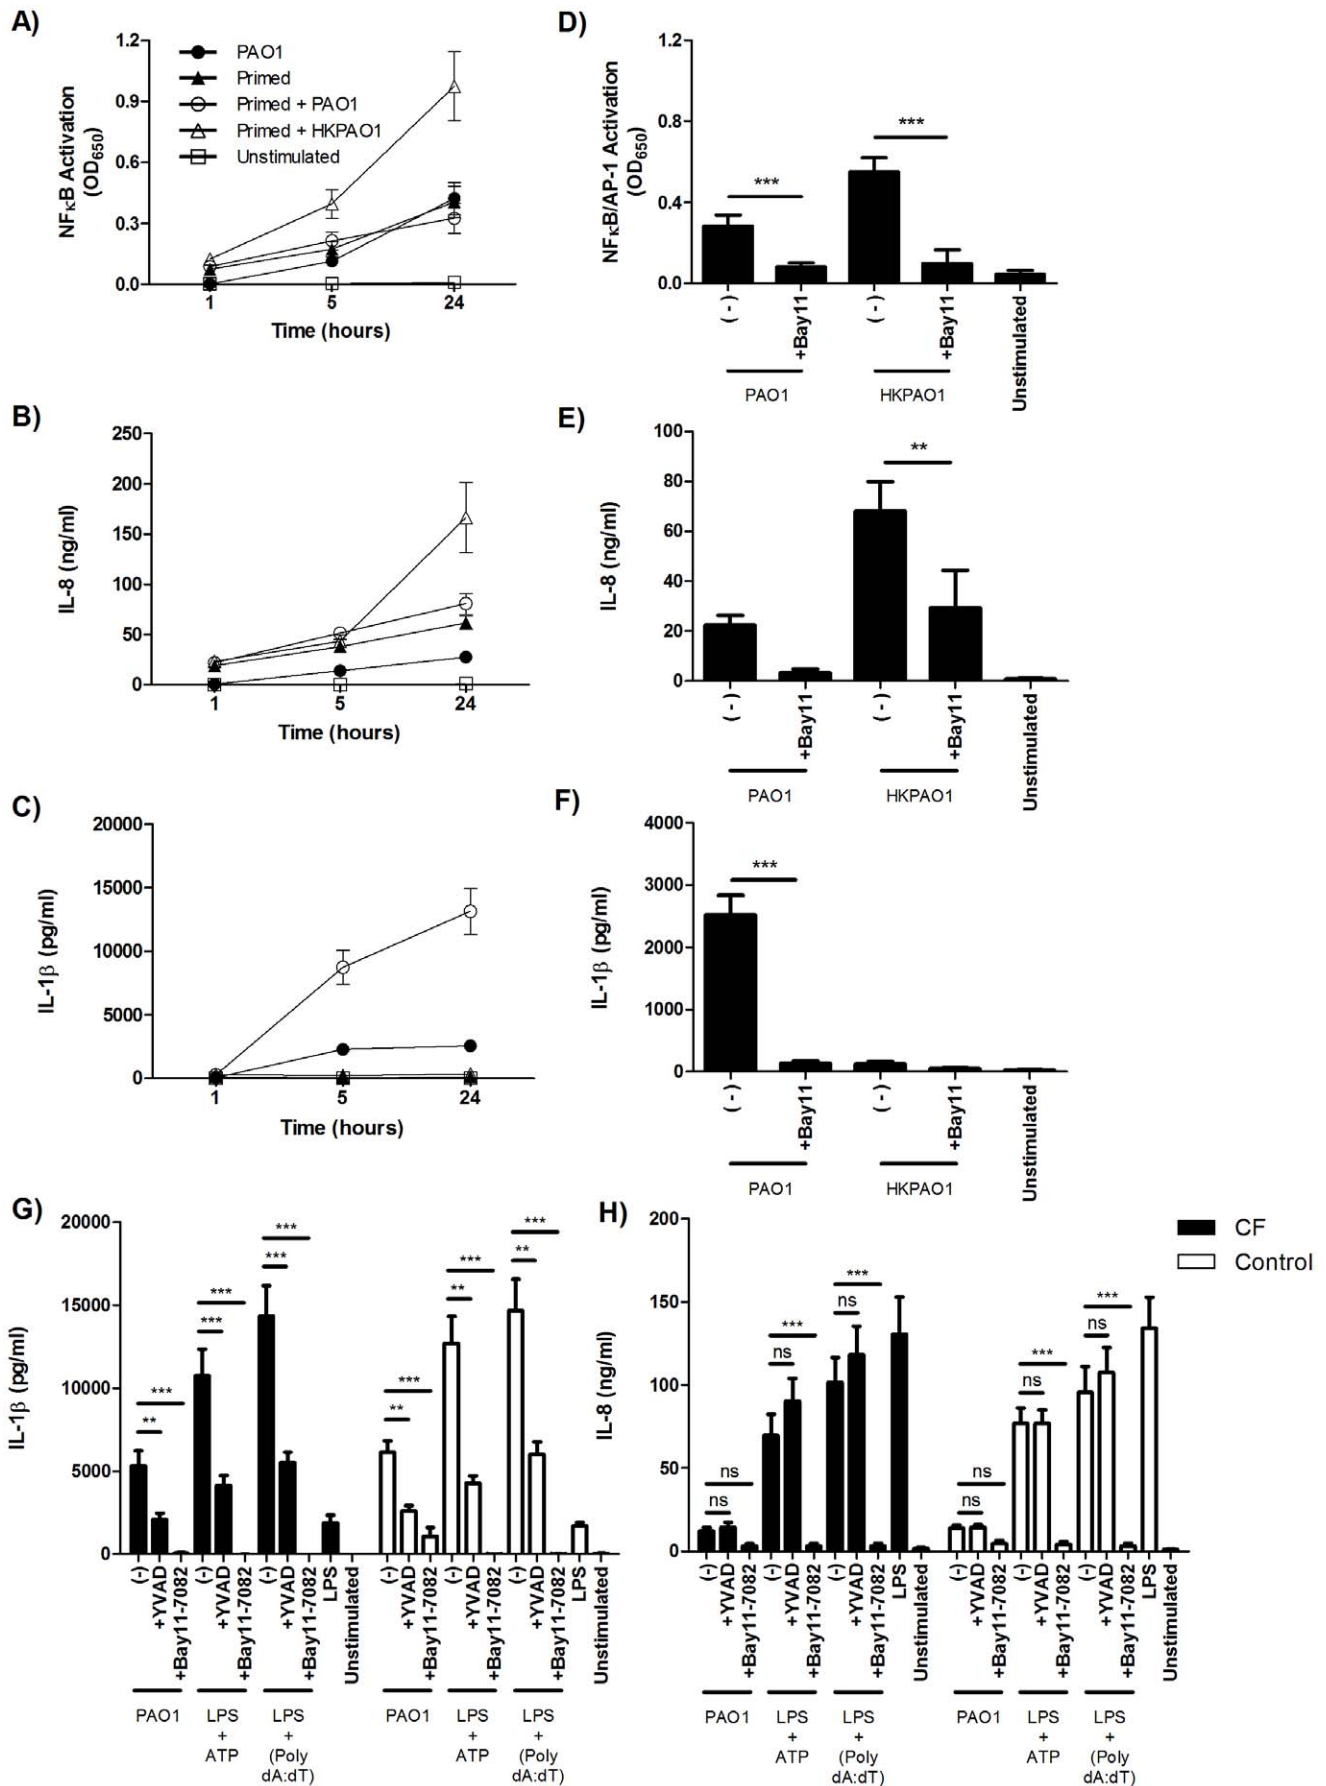 A)
1.2
0.9
0.6
0.3
0.0
NFκB Activation
(OD650)
PAO1
Primed
Primed + PAO1
Primed + HKPAO1
Unstimulated
1 5 24
Time (hours)
D)
1.2
0.8
0.4
0.0
NFκB/AP-1 Activation
(OD650)
***
***
(-)
+Bay11
(-)
+Bay11
Unstimulated
PAO1
HKPAO1
B)
250
200
150
100
50
0
IL-8 (ng/ml)
1 5 24
Time (hours)
E)
100
80
60
40
20
0
IL-8 (ng/ml)
**
(-)
+Bay11
(-)
+Bay11
Unstimulated
PAO1
HKPAO1
C)
20000
15000
10000
5000
0
IL-1β (pg/ml)
1 5 24
Time (hours)
F)
4000
3000
2000
1000
0
IL-1β (pg/ml)
***
(-)
+Bay11
(-)
+Bay11
Unstimulated
PAO1
HKPAO1
G)
20000
15000
10000
5000
0
IL-1β (pg/ml)
***
**
***
***
***
***
***
**
***
**
***
**
(-)
+YVAD
+Bay11-7082
(-)
+YVAD
+Bay11-7082
(-)
+YVAD
+Bay11-7082
LPS
Unstimulated
(-)
+YVAD
+Bay11-7082
(-)
+YVAD
+Bay11-7082
(-)
+YVAD
+Bay11-7082
LPS
Unstimulated
PAO1
LPS
+
ATP
LPS
+
(Poly
dA:dT)
PAO1
LPS
+
ATP
LPS
+
(Poly
dA:dT)
H)
200
150
100
50
0
IL-8 (ng/ml)
CF
Control
ns
ns
***
ns
***
ns
ns
ns
***
ns
***
ns
(-)
+YVAD
+Bay11-7082
(-)
+YVAD
+Bay11-7082
(-)
+YVAD
+Bay11-7082
LPS
Unstimulated
(-)
+YVAD
+Bay11-7082
(-)
+YVAD
+Bay11-7082
(-)
+YVAD
+Bay11-7082
LPS
Unstimulated
PAO1
LPS
+
ATP
LPS
+
(Poly
dA:dT)
PAO1
LPS
+
ATP
LPS
+
(Poly
dA:dT)